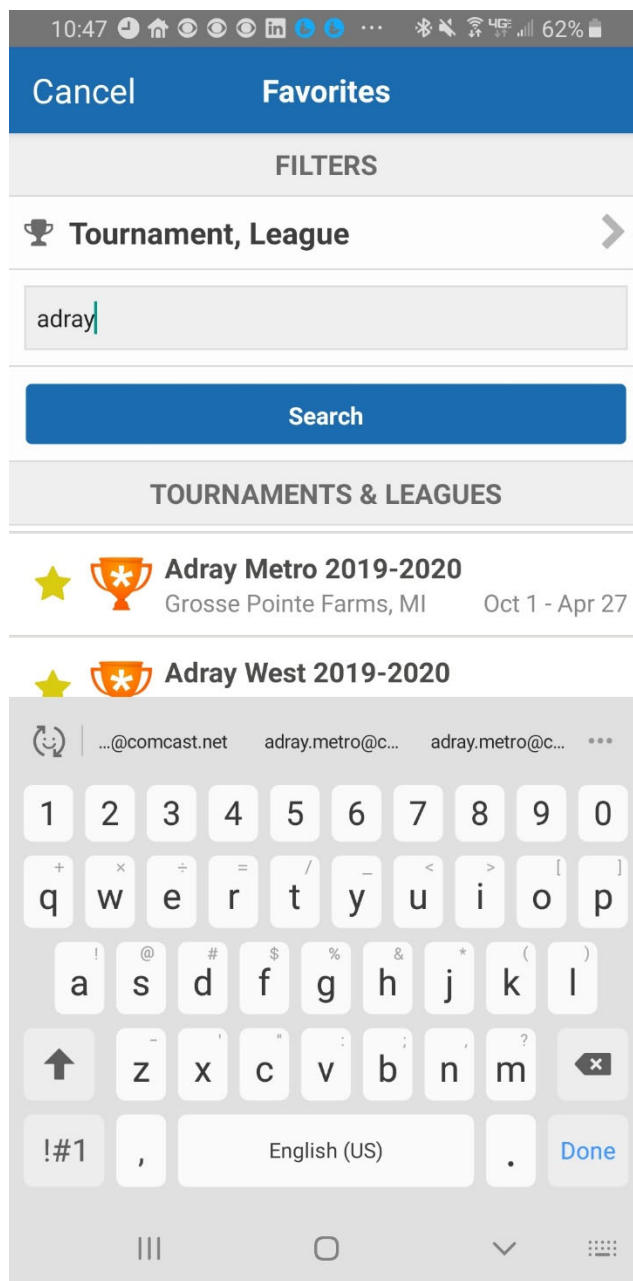 10:47 in ... 4G 62%
Cancel Favorites
FILTERS
Tournament, League
adray
Search
TOURNAMENTS & LEAGUES
Adray Metro 2019-2020
Grosse Pointe Farms, MI Oct 1 - Apr 27
Adray West 2019-2020
...@comcast.net adray.metro@c... adray.metro@c... •••
1 2 3 4 5 6 7 8 9 0
+ × ÷ = / _ < > [ ]
q w e r t y u i o p
! @ # $ % & * ( )
a s d f g h j k l
- ' " : ; , ?
z x c v b n m
!#1 , English (US) . Done